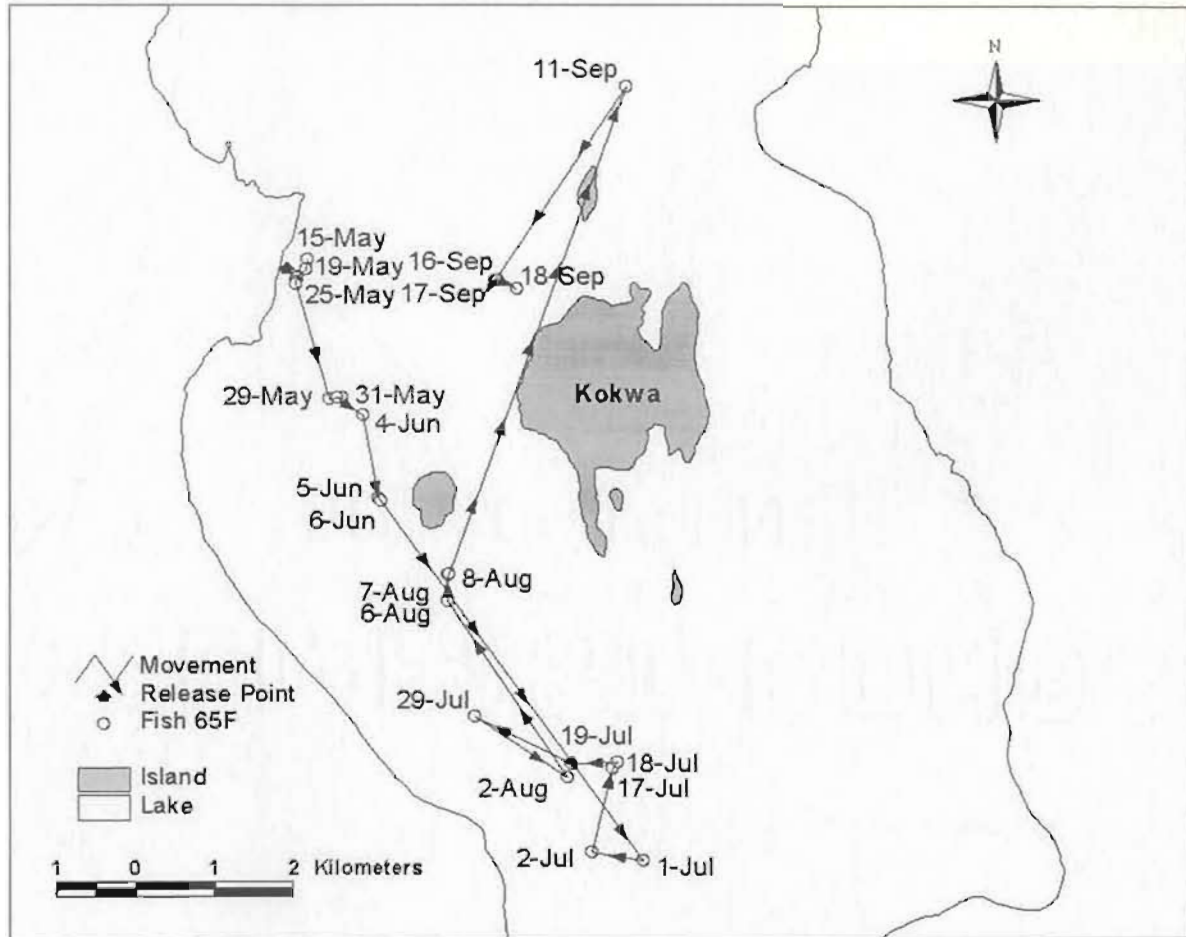 N
11-Sep
15-May
19-May
16-Sep
18-Sep
25-May
17-Sep
Kokwa
29-May
31-May
4-Jun
5-Jun
6-Jun
8-Aug
7-Aug
6-Aug
Movement
Release Point
29-Jul
Fish 65F
19-Jul
18-Jul
17-Jul
Island
2-Aug
Lake
2-Jul
1-Jul
1 0 1 2 Kilometers